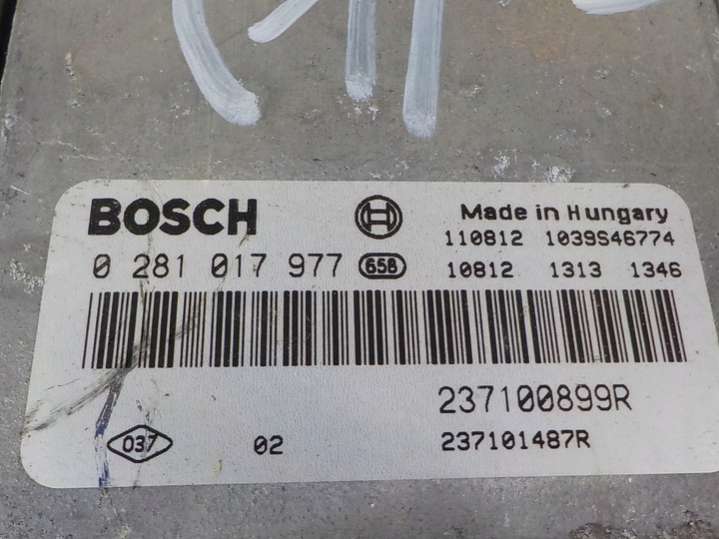 BOSCH Made in Hungary
110812 1039S46774
0 281 017 977 658
10812 1313 1346
237100899R
037 02 237101487R